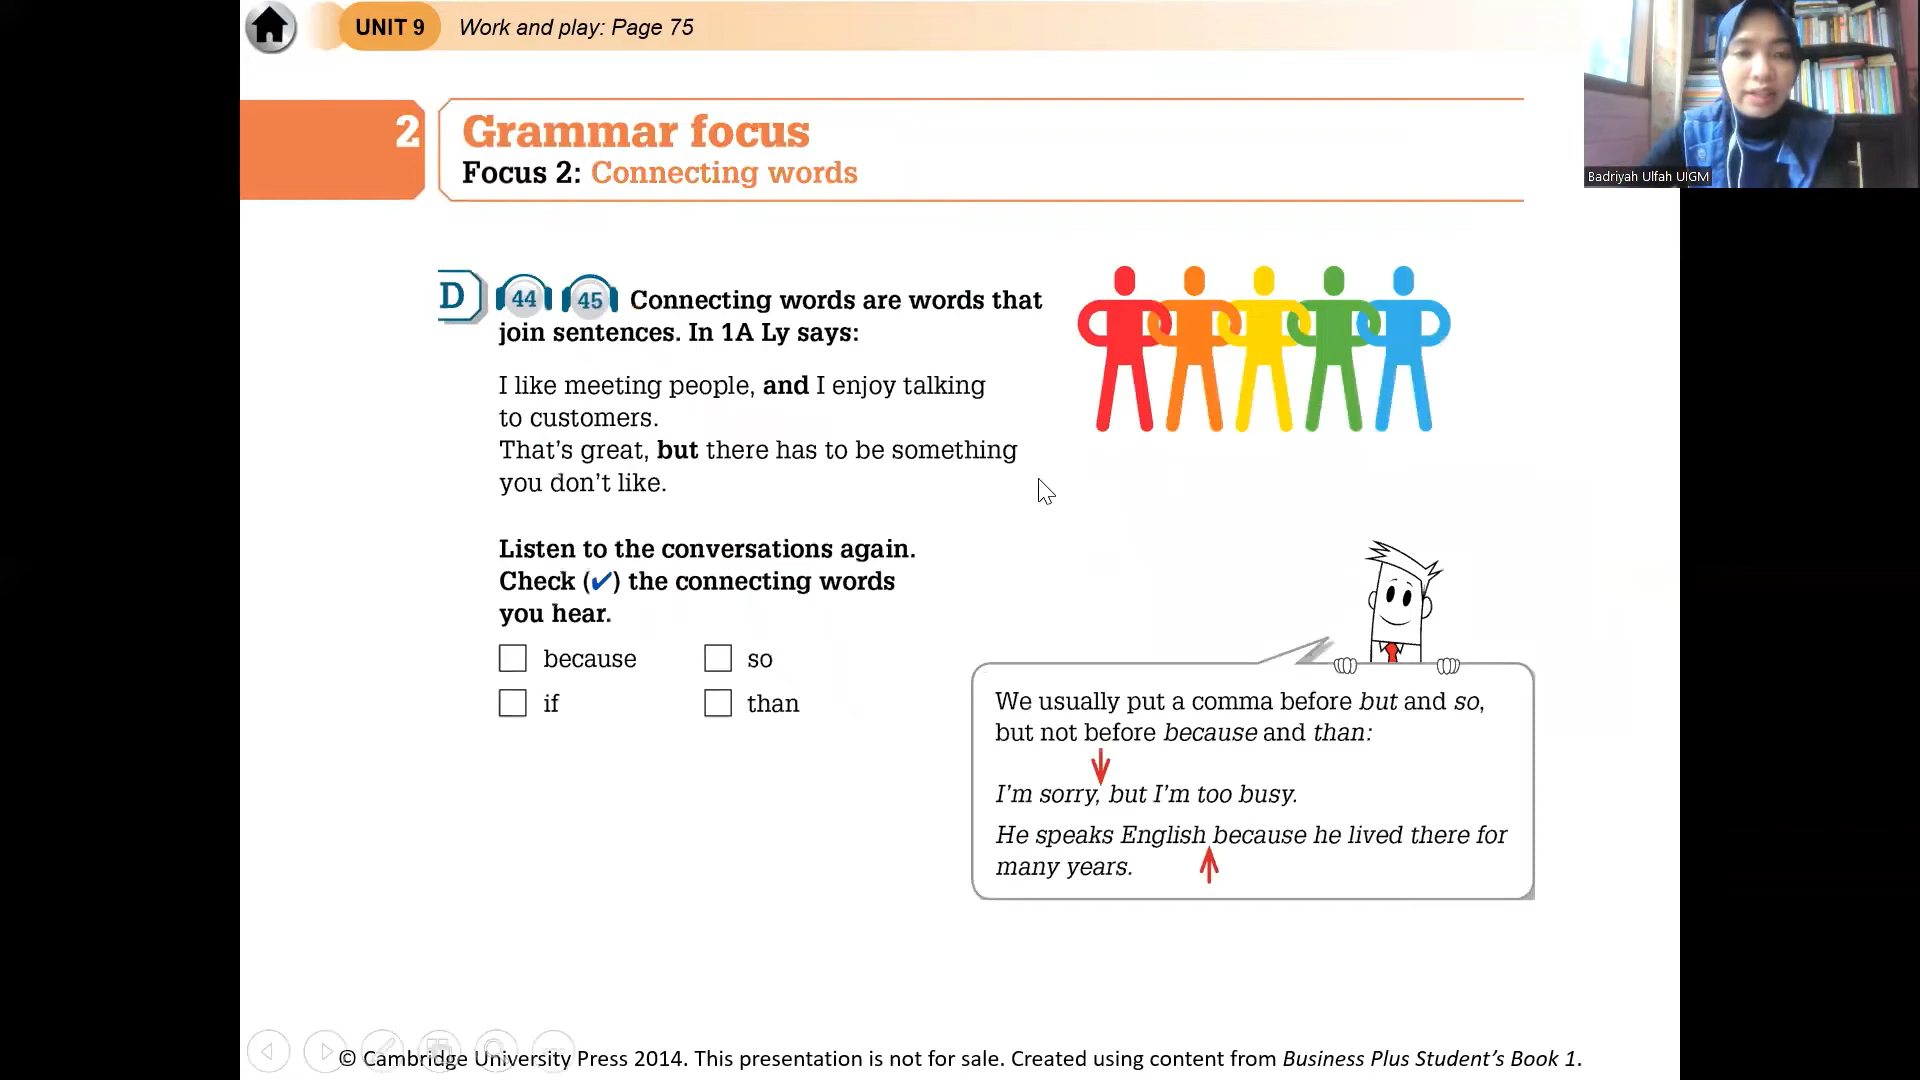 UNIT 9 Work and play: Page 75
Badriyah Ulfah UIGM
2
Grammar focus
Focus 2: Connecting words
D 44 45 Connecting words are words that
join sentences. In 1A Ly says:
I like meeting people, and I enjoy talking
to customers.
That's great, but there has to be something
you don't like.
Listen to the conversations again.
Check (✔) the connecting words
you hear.
because so
if than
We usually put a comma before but and so,
but not before because and than:
I'm sorry, but I'm too busy.
He speaks English because he lived there for
many years.
© Cambridge University Press 2014. This presentation is not for sale. Created using content from Business Plus Student's Book 1.